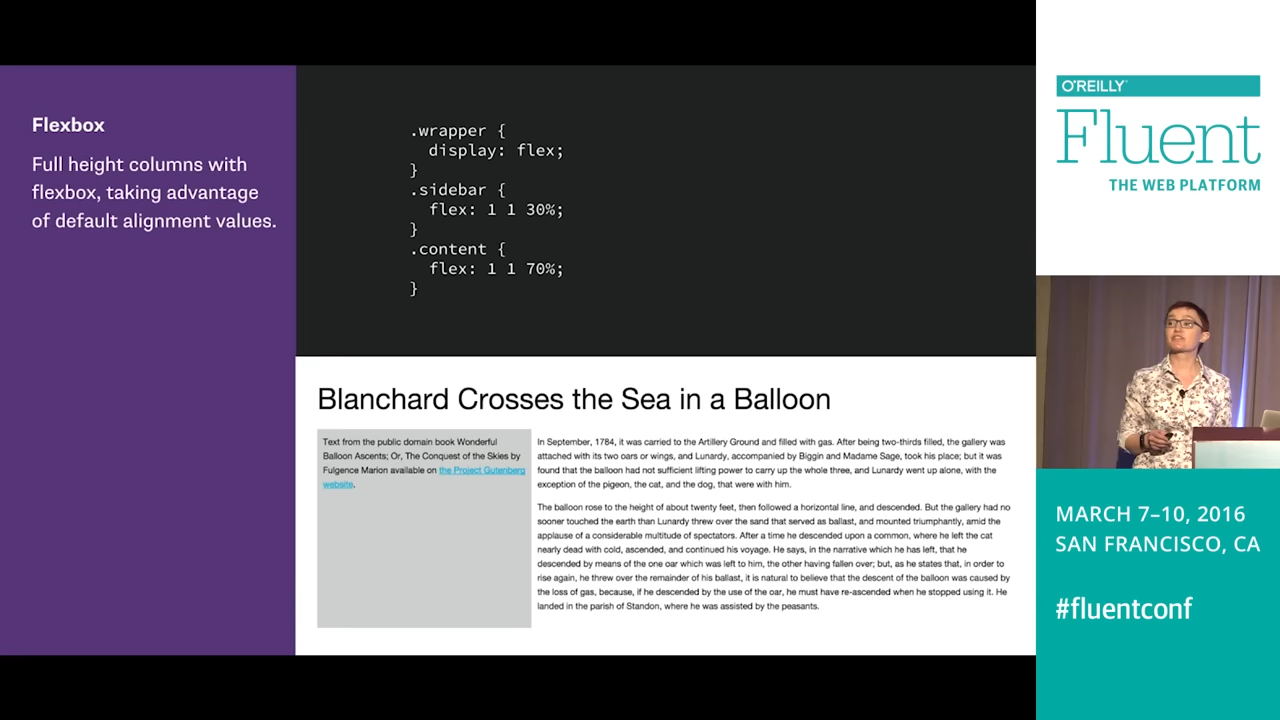 Flexbox
Full height columns with
flexbox, taking advantage
of default alignment values.
.wrapper {
display: flex;
}
.sidebar {
flex: 1 1 30%;
}
.content {
flex: 1 1 70%;
}
Blanchard Crosses the Sea in a Balloon
Text from the public domain book Wonderful
Balloon Ascents; Or, The Conquest of the Skies by
Fulgence Marion available on the Project Gutenberg
website.
In September, 1784, it was carried to the Artillery Ground and filled with gas. After being two-thirds filled, the gallery was
attached with its two oars or wings, and Lunardy, accompanied by Biggin and Madame Sage, took his place; but it was
found that the balloon had not sufficient lifting power to carry up the whole three, and Lunardy went up alone, with the
exception of the pigeon, the cat, and the dog, that were with him.
The balloon rose to the height of about twenty feet, then followed a horizontal line, and descended. But the gallery had no
sooner touched the earth than Lunardy threw over the sand that served as ballast, and mounted triumphantly, amid the
applause of a considerable multitude of spectators. After a time he descended upon a common, where he left the cat
nearly dead with cold, ascended, and continued his voyage. He says, in the narrative which he has left, that he
descended by means of the one oar which was left to him, the other having fallen over; but, as he states that, in order to
rise again, he threw over the remainder of his ballast, it is natural to believe that the descent of the balloon was caused by
the loss of gas, because, if he descended by the use of the oar, he must have re-ascended when he stopped using it. He
landed in the parish of Standon, where he was assisted by the peasants.
O'REILLY
Fluent
THE WEB PLATFORM
MARCH 7–10, 2016
SAN FRANCISCO, CA
#fluentconf